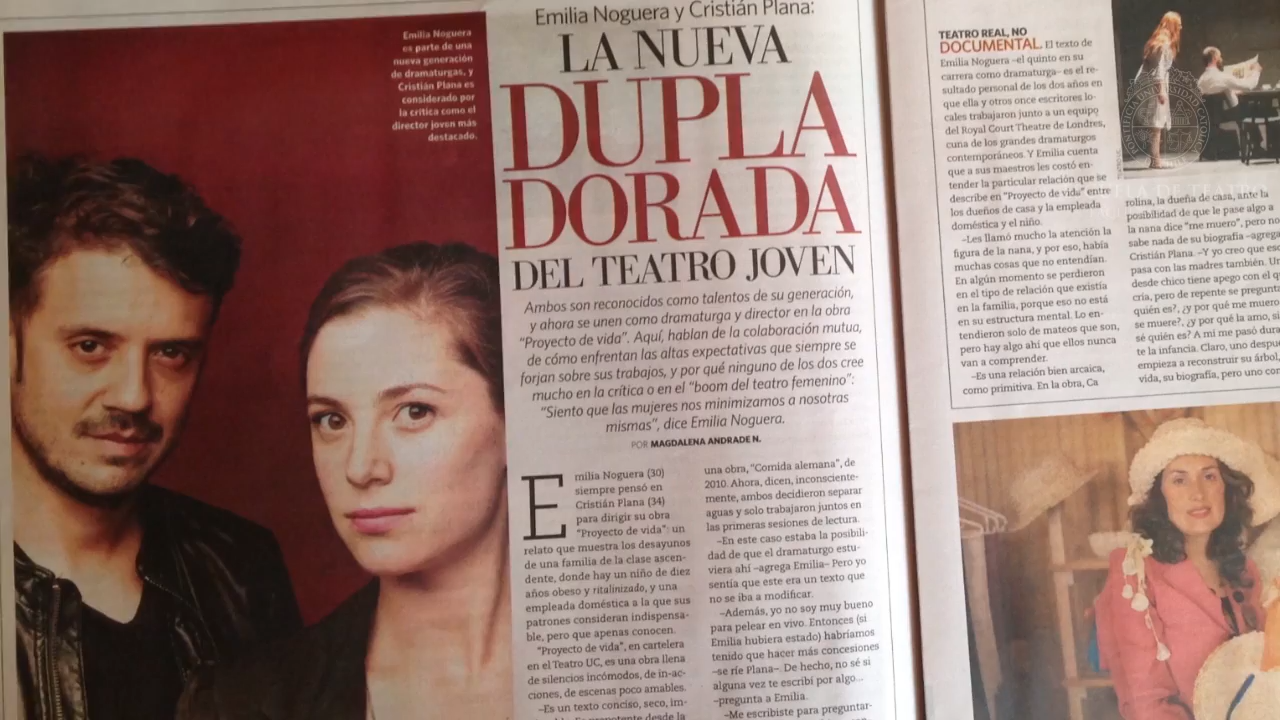 Emilia Noguera
es parte de una
nueva generación
de dramaturgas, y
Cristián Plana es
considerado por
la crítica como el
director joven más
destacado.
Emilia Noguera y Cristián Plana:
LA NUEVA
DUPLA
DORADA
DEL TEATRO JOVEN
Ambos son reconocidos como talentos de su generación,
y ahora se unen como dramaturga y director en la obra
“Proyecto de vida”. Aquí, hablan de la colaboración mutua,
de cómo enfrentan las altas expectativas que siempre se
forjan sobre sus trabajos, y por qué ninguno de los dos cree
mucho en la crítica o en el “boom del teatro femenino”:
“Siento que las mujeres nos minimizamos a nosotras
mismas”, dice Emilia Noguera.
POR MAGDALENA ANDRADE N.
Emilia Noguera (30)
siempre pensó en
Cristián Plana (34)
para dirigir su obra
“Proyecto de vida”: un
relato que muestra los desayunos
de una familia de la clase ascen-
dente, donde hay un niño de diez
años obeso y ritalinizado, y una
empleada doméstica a la que sus
patrones consideran indispensa-
ble, pero que apenas conocen.
“Proyecto de vida”, en cartelera
en el Teatro UC, es una obra llena
de silencios incómodos, de in-ac-
ciones, de escenas poco amables.
–Es un texto conciso, seco, im-
una obra, “Comida alemana”, de
2010. Ahora, dicen, inconsciente-
mente, ambos decidieron separar
aguas y solo trabajaron juntos en
las primeras sesiones de lectura.
–En este caso estaba la posibili-
dad de que el dramaturgo estu-
viera ahí –agrega Emilia– Pero yo
sentía que este era un texto que
no se iba a modificar.
–Además, yo no soy muy bueno
para pelear en vivo. Entonces (si
Emilia hubiera estado) habríamos
tenido que hacer más concesiones
–se ríe Plana–. De hecho, no sé si
alguna vez te escribí por algo...
–pregunta a Emilia.
–Me escribiste para preguntar-
TEATRO REAL, NO
DOCUMENTAL. El texto de
Emilia Noguera –el quinto en su
carrera como dramaturga– es el re-
sultado personal de los dos años en
que ella y otros once escritores lo-
cales trabajaron junto a un equipo
del Royal Court Theatre de Londres,
cuna de los grandes dramaturgos
contemporáneos. Y Emilia cuenta
que a sus maestros les costó en-
tender la particular relación que se
describe en “Proyecto de vida” entre
los dueños de casa y la empleada
doméstica y el niño.
–Les llamó mucho la atención la
figura de la nana, y por eso, había
muchas cosas que no entendían.
En algún momento se perdieron
en el tipo de relación que existía
en la familia, porque eso no está
en su estructura mental. Lo en-
tendieron solo de mateos que son,
pero hay algo ahí que ellos nunca
van a comprender.
–Es una relación bien arcaica,
como primitiva. En la obra, Ca
rolina, la dueña de casa, ante la
posibilidad de que le pase algo a
la nana dice “me muero”, pero no
sabe nada de su biografía –agrega
Cristián Plana. –Y yo creo que eso
pasa con las madres también. Un
desde chico tiene apego con el q
cría, pero de repente se pregunt
quién es?, ¿y por qué me muero
se muere?, ¿y por qué la amo, si
sé quién es? A mí me pasó dura
te la infancia. Claro, uno despué
empieza a reconstruir su árbol,
vida, su biografía, pero uno con